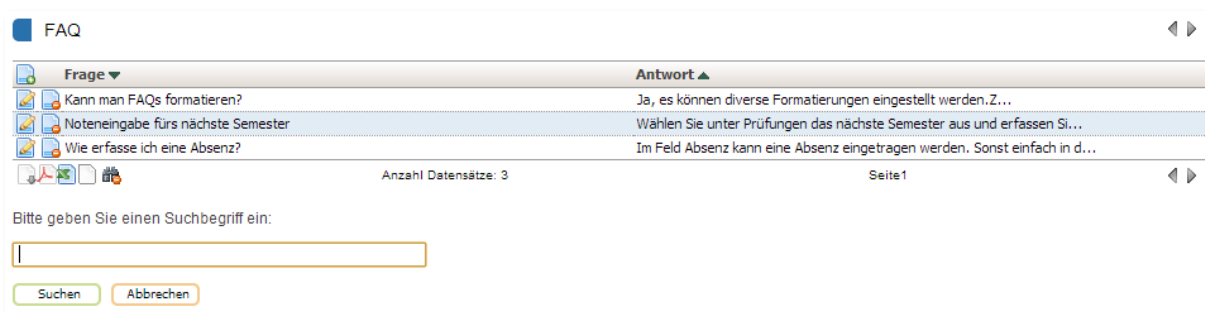 FAQ
Frage Antwort
Kann man FAQs formatieren? Ja, es können diverse Formatierungen eingestellt werden.Z...
Noteneingabe fürs nächste Semester Wählen Sie unter Prüfungen das nächste Semester aus und erfassen Si...
Wie erfasse ich eine Absenz? Im Feld Absenz kann eine Absenz eingetragen werden. Sonst einfach in d...
Anzahl Datensätze: 3 Seite1
Bitte geben Sie einen Suchbegriff ein:
Suchen Abbrechen